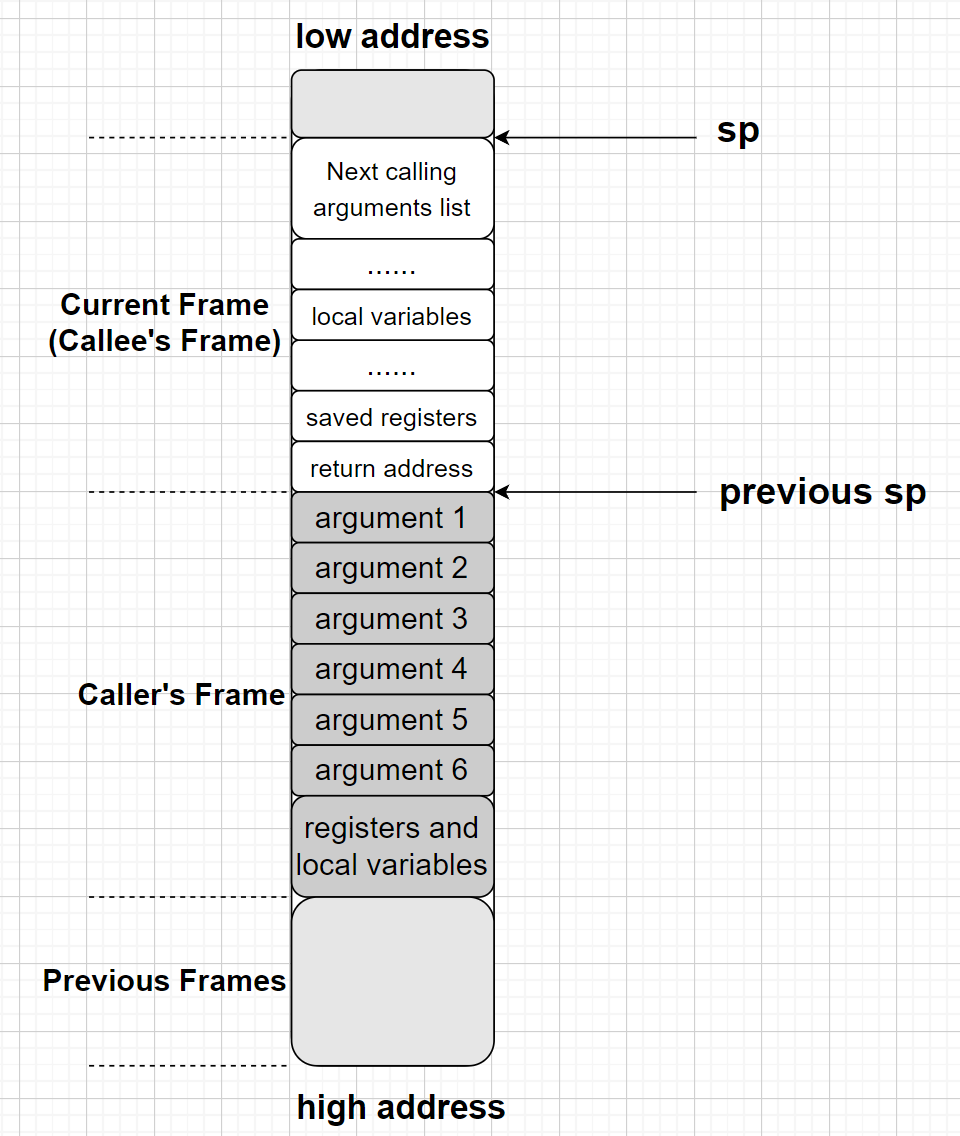 low address
sp
Next calling
arguments list
......
Current Frame
(Callee's Frame)
local variables
......
saved registers
return address
previous sp
argument 1
argument 2
argument 3
argument 4
Caller's Frame
argument 5
argument 6
registers and
local variables
Previous Frames
high address